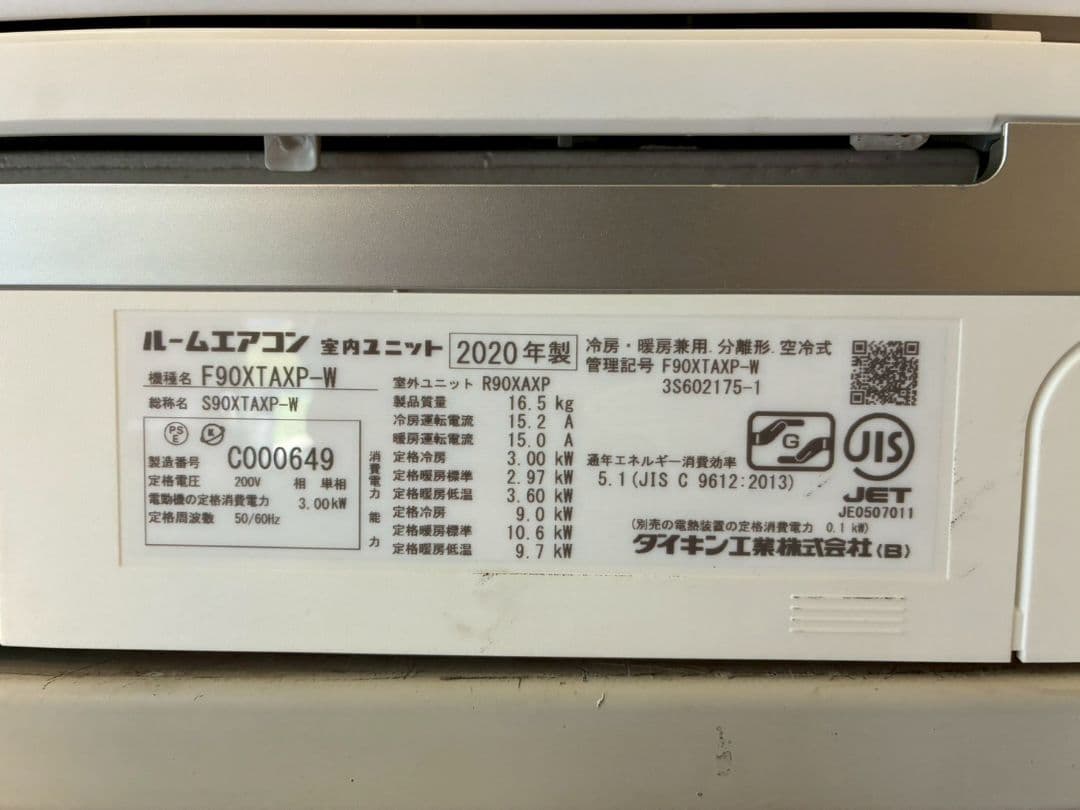 ルームエアコン 室内ユニット 2020年製
冷房・暖房兼用.分離形.空冷式
管理記号 F90XTAXP-W
3S602175-1
機種名 F90XTAXP-W
総称名 S90XTAXP-W
PS
E
製造番号 C000649
定格電圧 200V 相 単相
電動機の定格消費電力 3.00kW
定格周波数 50/60Hz
室外ユニット R90XAXP
製品質量 16.5 kg
冷房運転電流 15.2 A
暖房運転電流 15.0 A
消費電力
定格冷房 3.00 kW
定格暖房標準 2.97 kW
定格暖房低温 3.60 kW
能力
定格冷房 9.0 kW
定格暖房標準 10.6 kW
定格暖房低温 9.7 kW
通年エネルギー消費効率
5.1(JIS C 9612:2013)
G
JIS
JET
JE0507011
(別売の電熱装置の定格消費電力 0.1 kW)
ダイキン工業株式会社(B)